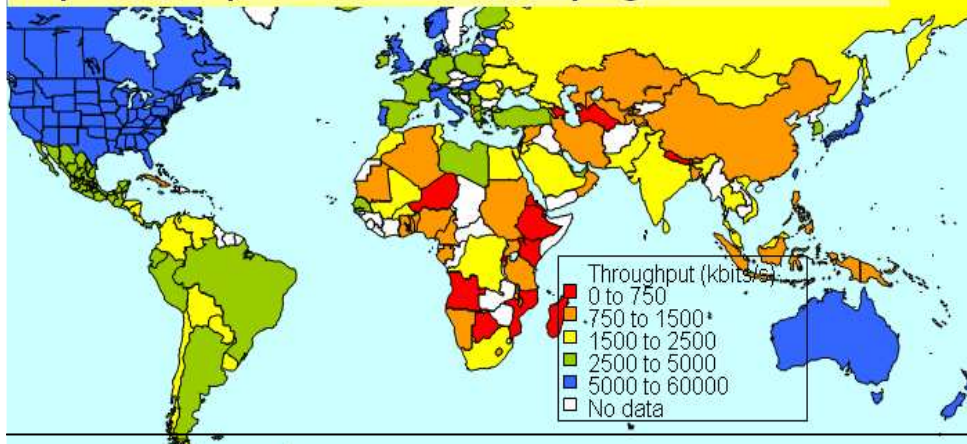 Throughput (kbits/s)
0 to 750
750 to 1500
1500 to 2500
2500 to 5000
5000 to 60000
No data